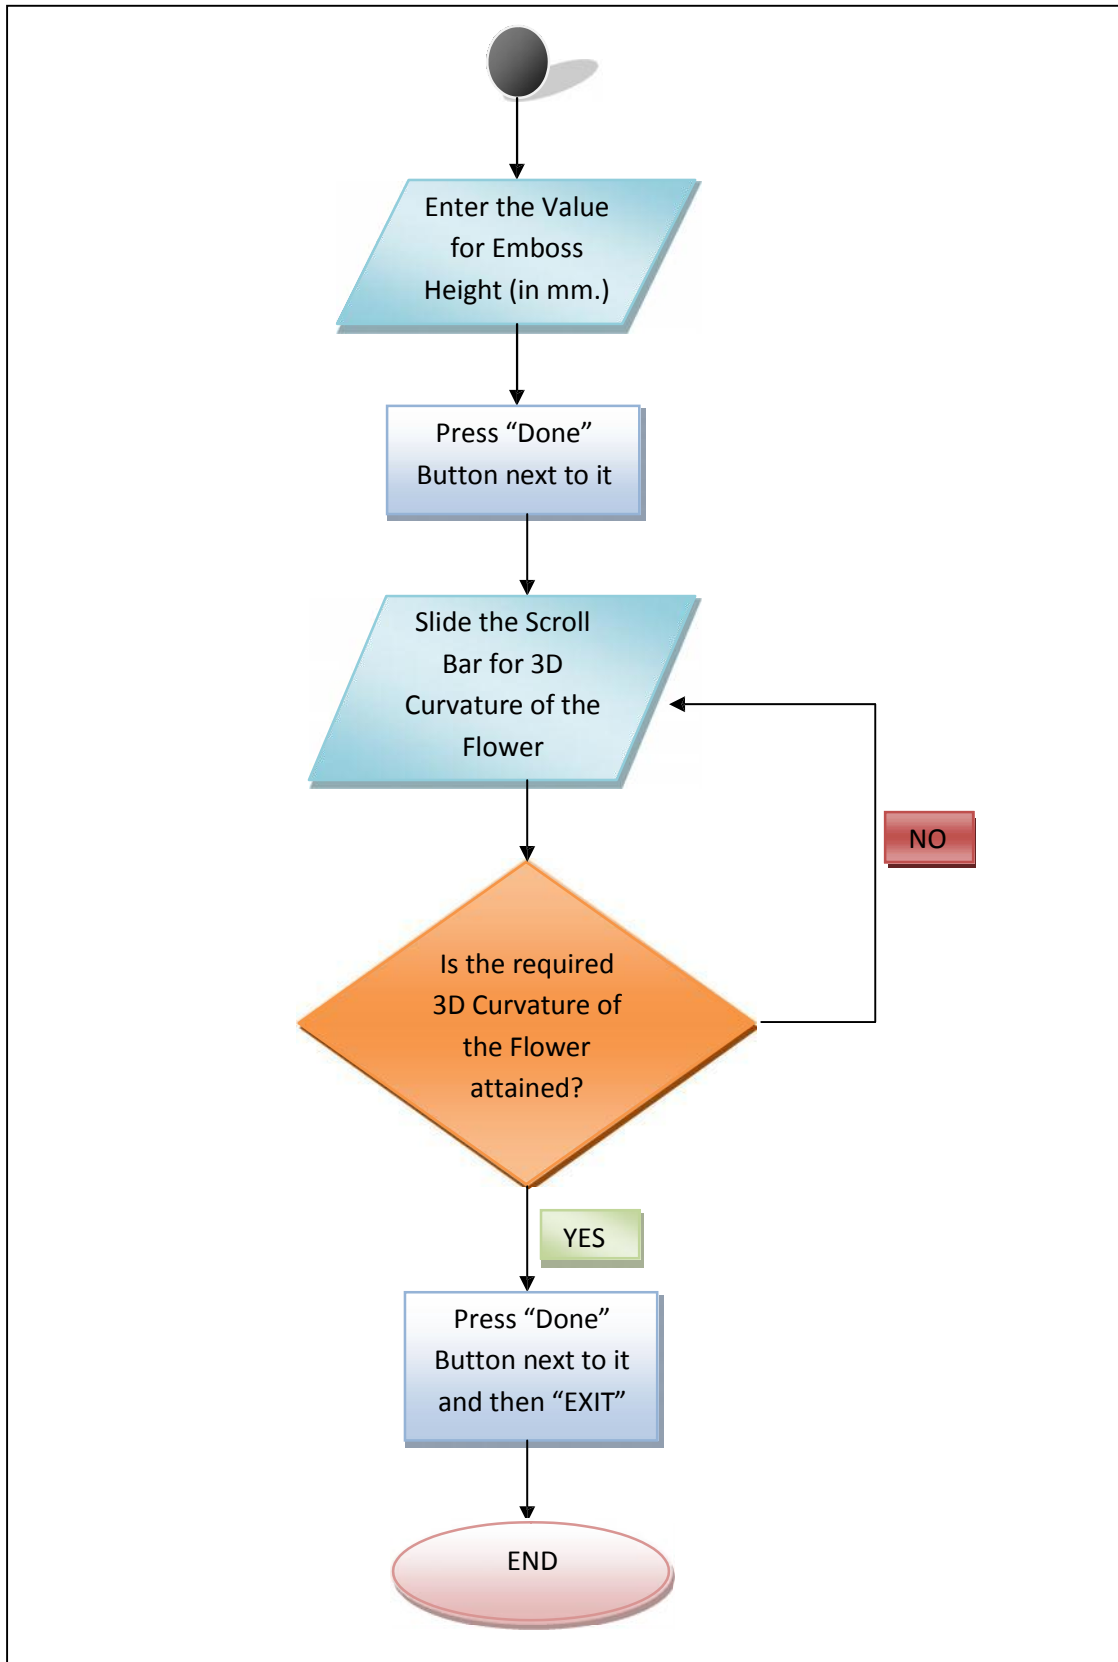 Enter the Value
for Emboss
Height (in mm.)
Press “Done”
Button next to it
Slide the Scroll
Bar for 3D
Curvature of the
Flower
NO
Is the required
3D Curvature of
the Flower
attained?
YES
Press “Done”
Button next to it
and then “EXIT”
END